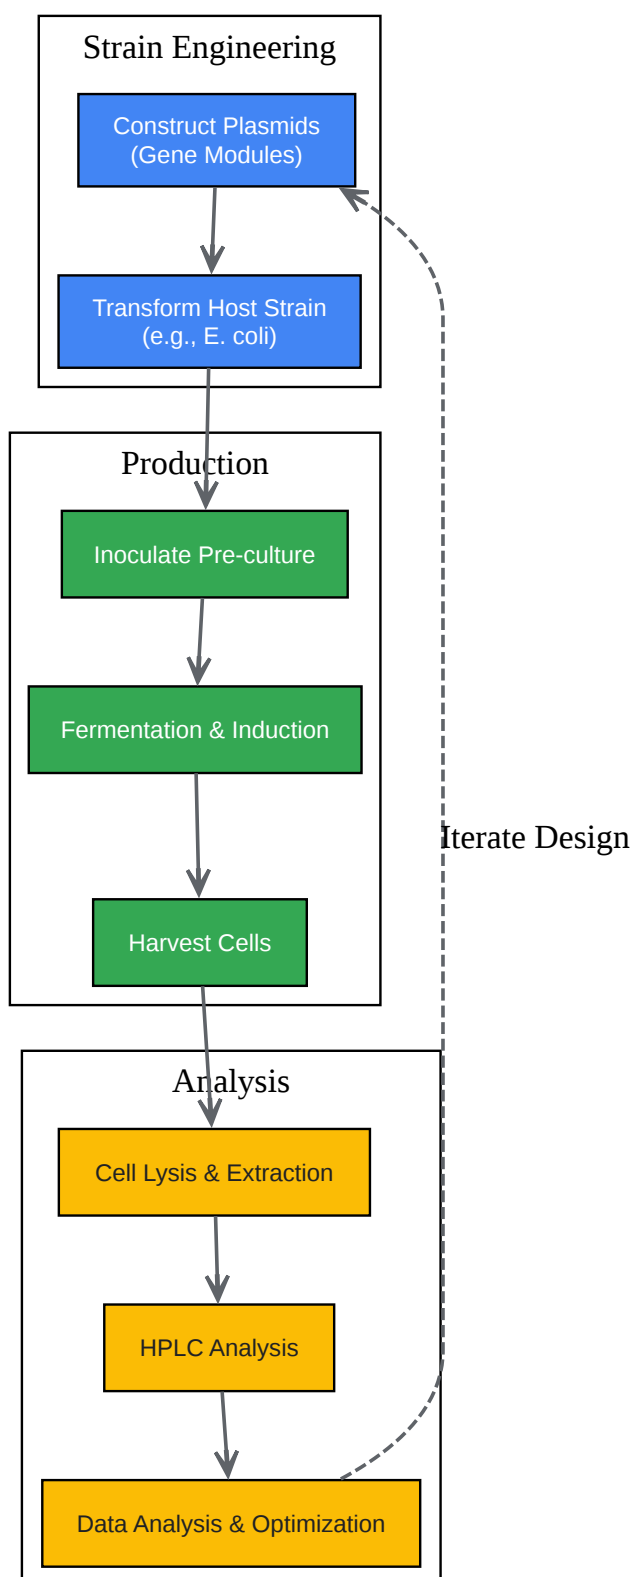 Strain Engineering
Construct Plasmids
(Gene Modules)
Transform Host Strain
(e.g., E. coli)
Production
Inoculate Pre-culture
Fermentation & Induction
Iterate Design
Harvest Cells
Analysis
Cell Lysis & Extraction
HPLC Analysis
Data Analysis & Optimization